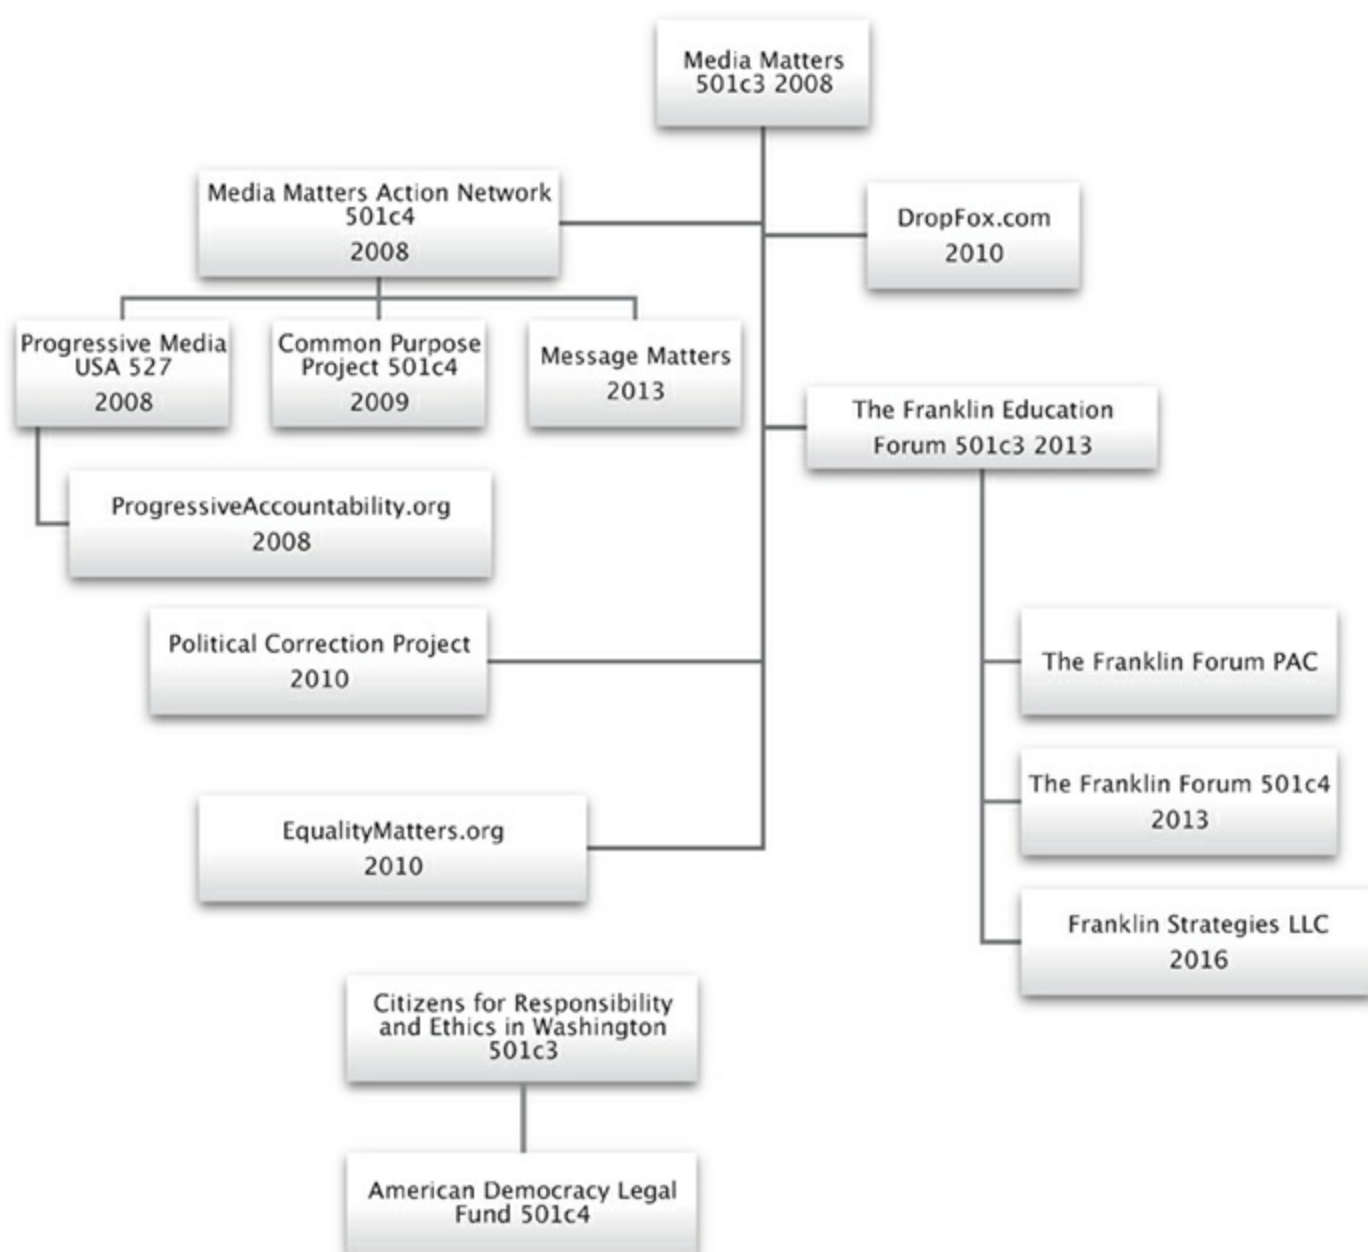 Media Matters
501c3 2008
Media Matters Action Network
501c4
2008
DropFox.com
2010
Progressive Media
USA 527
2008
Common Purpose
Project 501c4
2009
Message Matters
2013
The Franklin Education
Forum 501c3 2013
ProgressiveAccountability.org
2008
Political Correction Project
2010
The Franklin Forum PAC
The Franklin Forum 501c4
2013
EqualityMatters.org
2010
Franklin Strategies LLC
2016
Citizens for Responsibility
and Ethics in Washington
501c3
American Democracy Legal
Fund 501c4